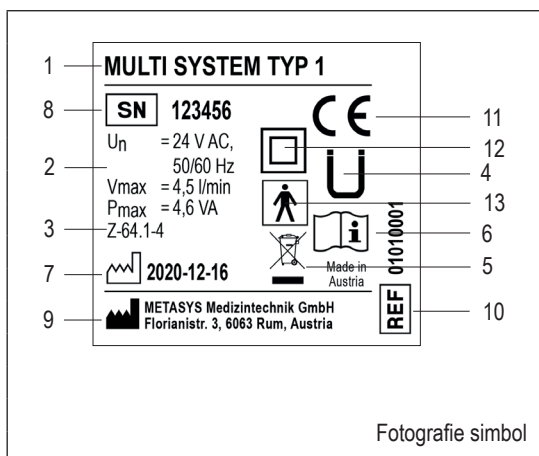 1 MULTI SYSTEM TYP 1
8 SN 123456 CE 11
Un = 24 V AC, 12
2 50/60 Hz Ü 4
Vmax = 4,5 l/min
Pmax = 4,6 VA 13
3 Z-64.1-4 i 6
7 2020-12-16 Made in Austria 5
9 METASYS Medizintechnik GmbH
Florianistr. 3, 6063 Rum, Austria
REF 01010001 10
Fotografie simbol